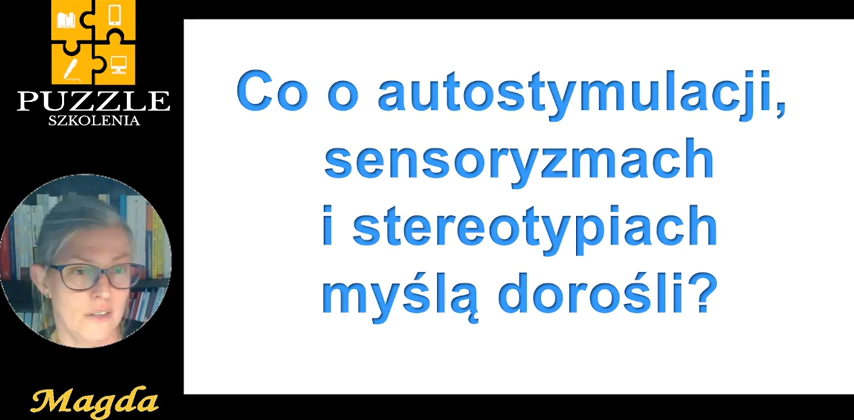 PUZZLE
SZKOLENIA
Co o autostymulacji,
sensoryzmach
i stereotypiach
myślą dorośli?
Magda